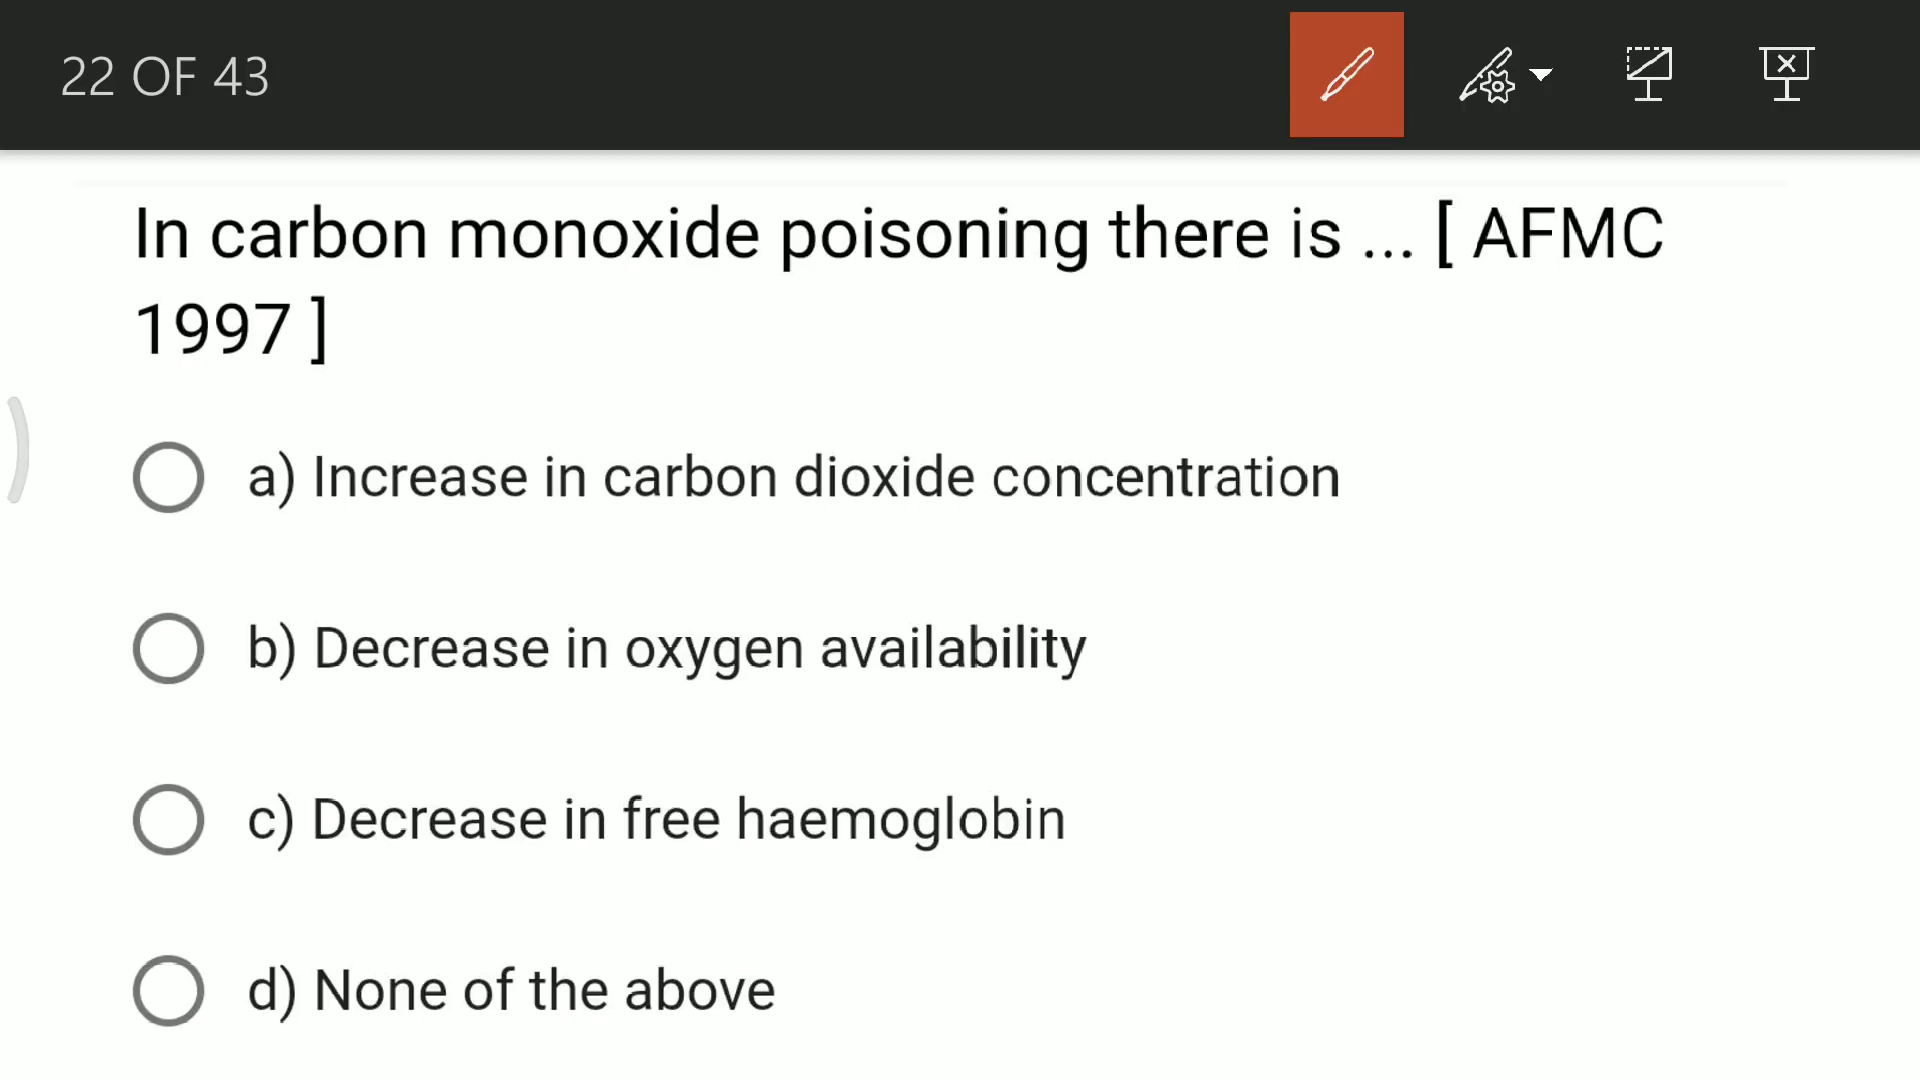 22 OF 43
In carbon monoxide poisoning there is ... [ AFMC
1997 ]
a) Increase in carbon dioxide concentration
b) Decrease in oxygen availability
c) Decrease in free haemoglobin
d) None of the above